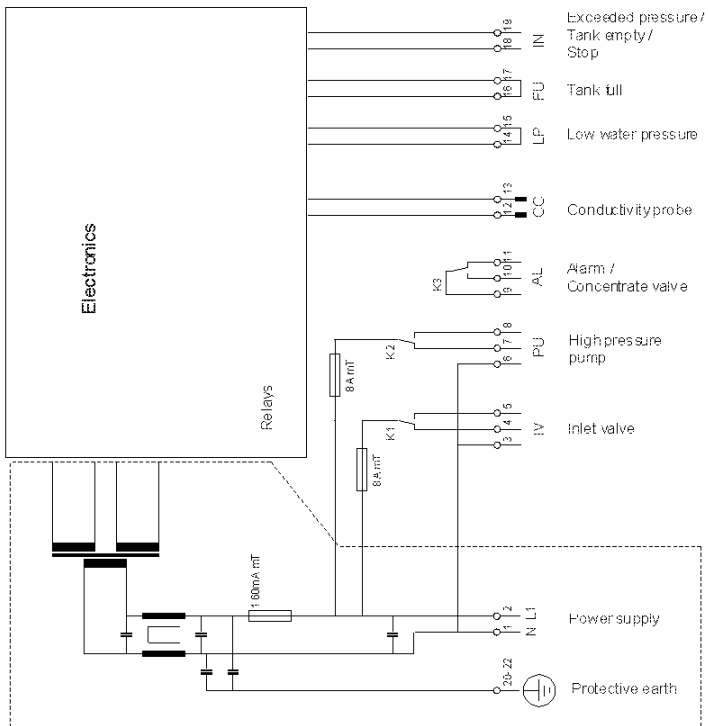 19
18
IN
Exceeded pressure /
Tank empty /
Stop
17
16
FU
Tank full
15
14
LP
Low water pressure
13
12
CC
Conductivity probe
Electronics
11
10
9
AL
K3
Alarm /
Concentrate valve
8
7
6
PU
K2
High pressure
pump
8 A mT
Relays
5
4
3
IV
K1
Inlet valve
8 A mT
160mA mT
2
L1
1
N
Power supply
20-22
Protective earth